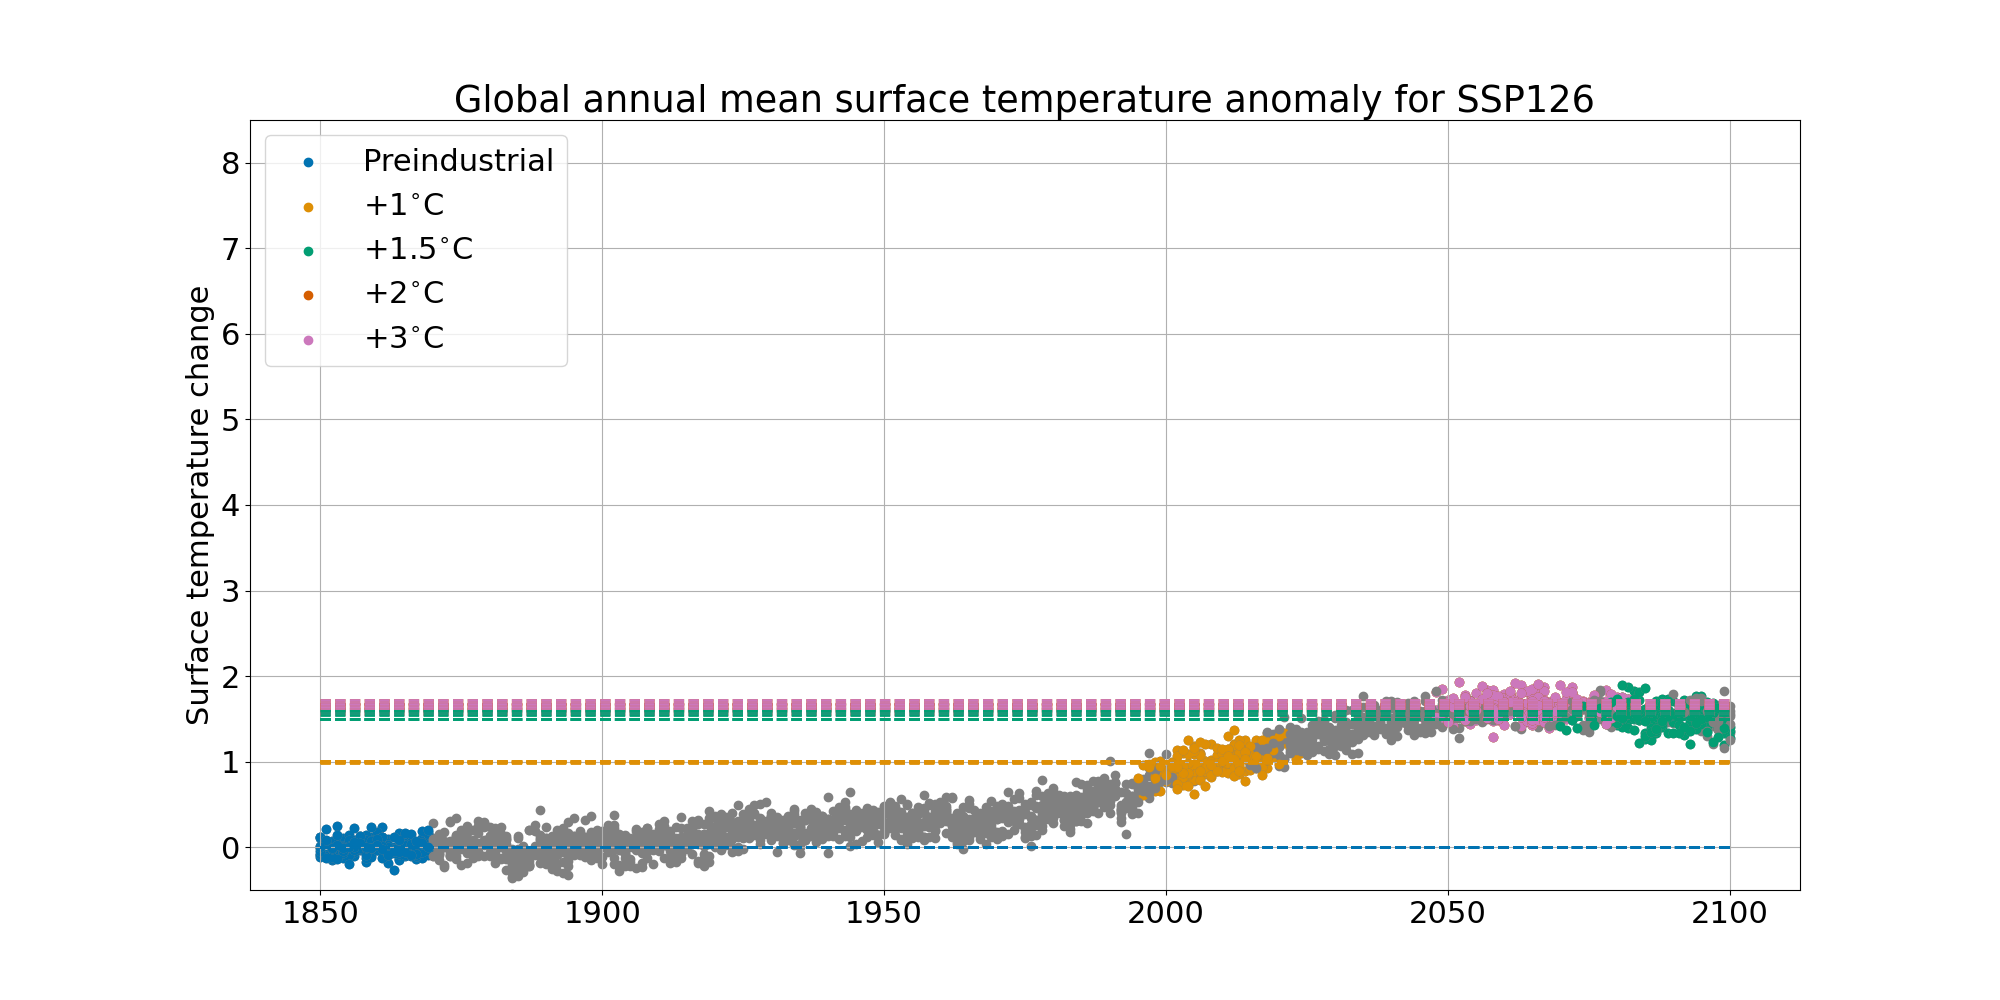 Global annual mean surface temperature anomaly for SSP126
Surface temperature change
8
7
6
5
4
3
2
1
0
Preindustrial
+1°C
+1.5°C
+2°C
+3°C
1850 1900 1950 2000 2050 2100